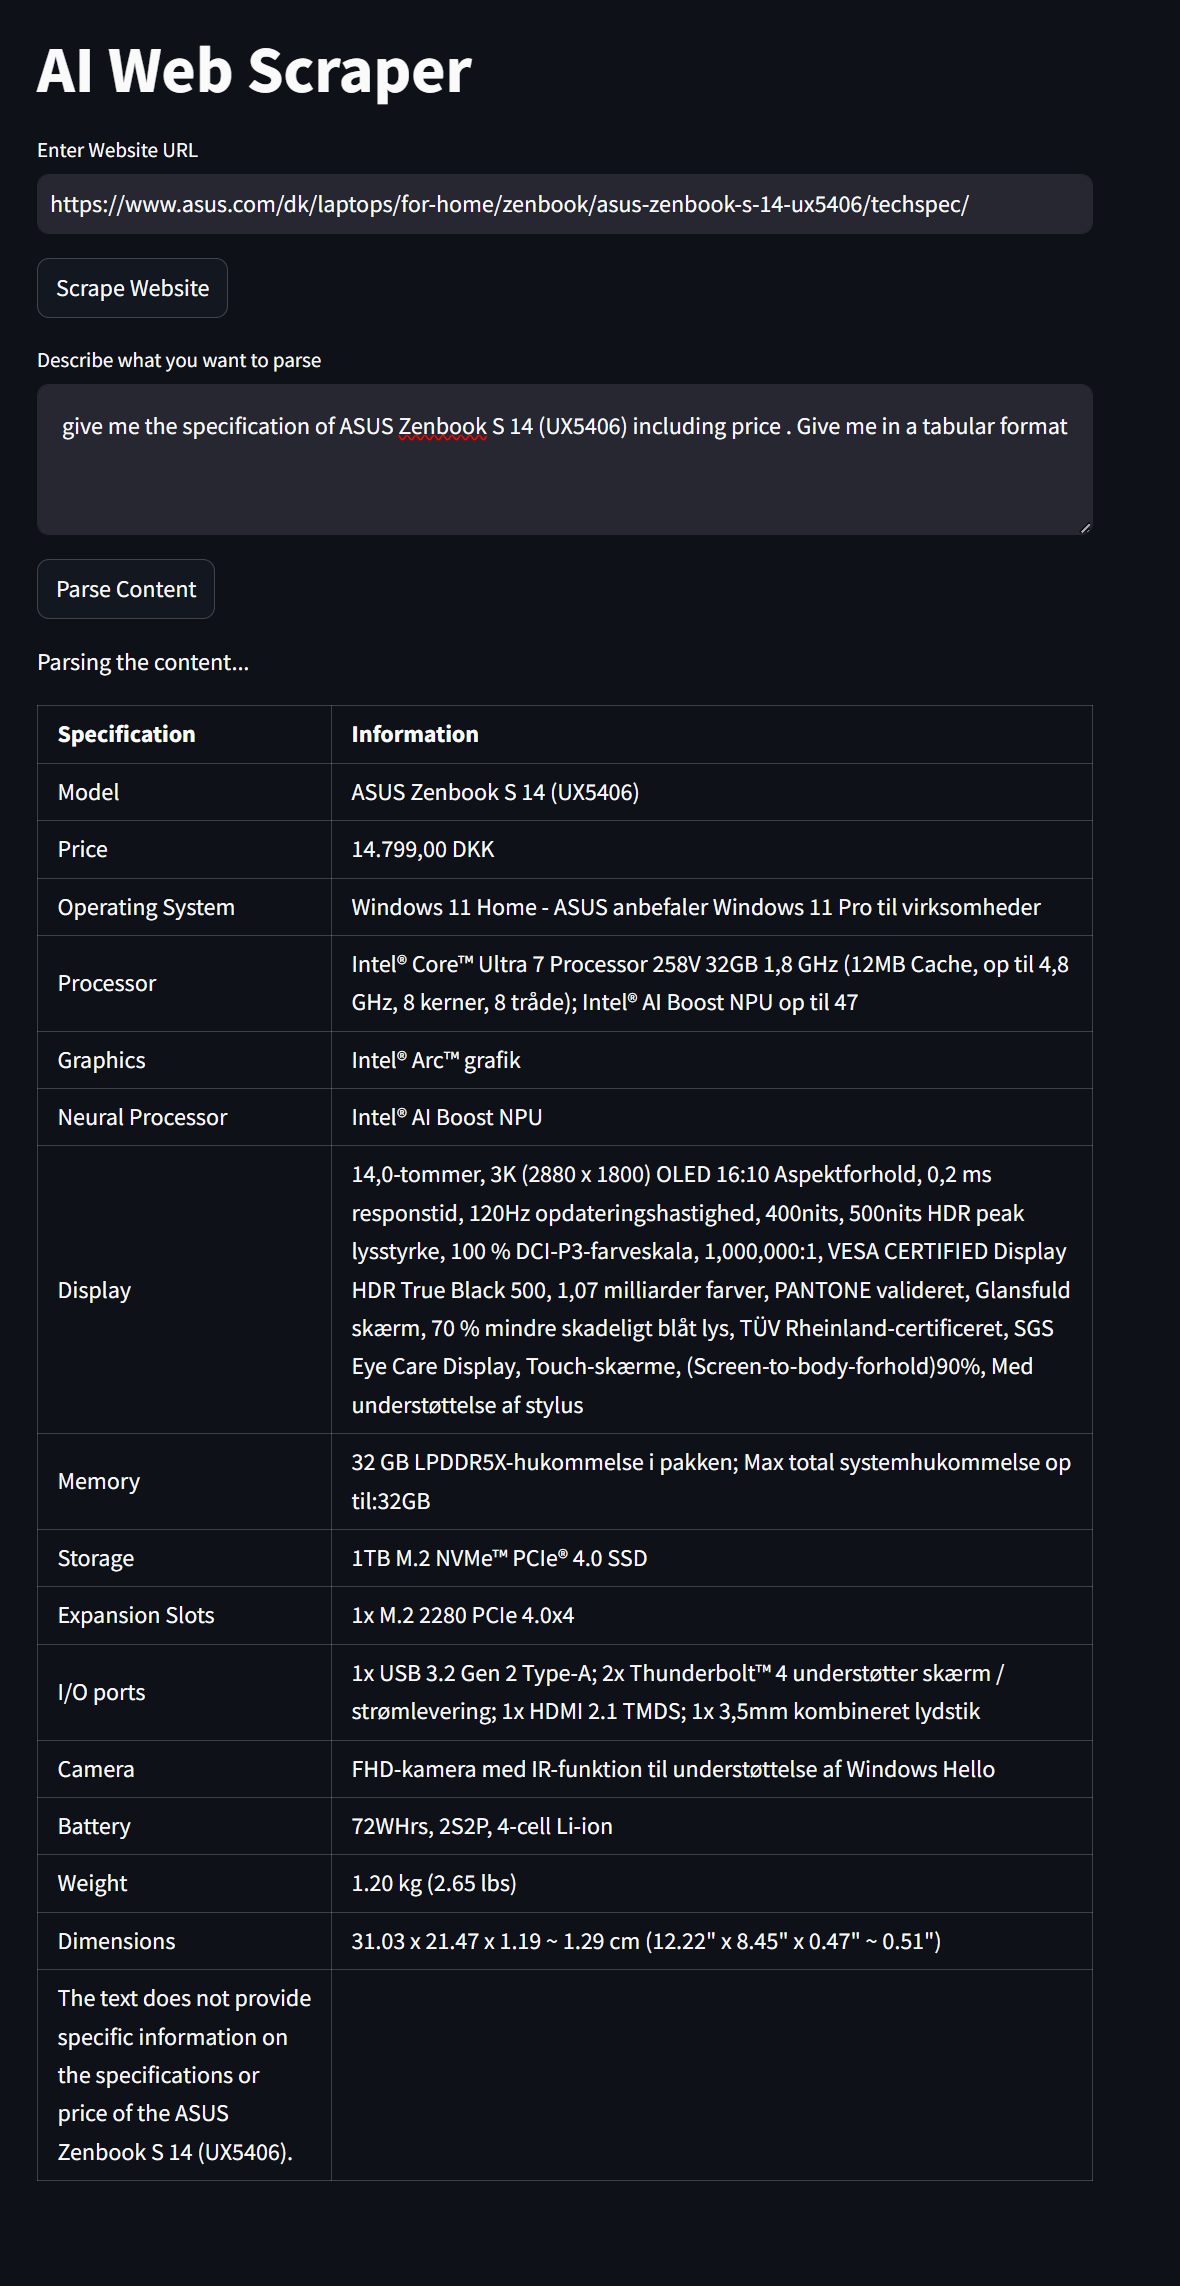 AI Web Scraper
Enter Website URL
https://www.asus.com/dk/laptops/for-home/zenbook/asus-zenbook-s-14-ux5406/techspec/
Scrape Website
Describe what you want to parse
give me the specification of ASUS Zenbook S 14 (UX5406) including price . Give me in a tabular format
Parse Content
Parsing the content...
Specification Information
Model ASUS Zenbook S 14 (UX5406)
Price 14.799,00 DKK
Operating System Windows 11 Home - ASUS anbefaler Windows 11 Pro til virksomheder
Processor
Intel® Core™ Ultra 7 Processor 258V 32GB 1,8 GHz (12MB Cache, op til 4,8
GHz, 8 kerner, 8 tråde); Intel® AI Boost NPU op til 47
Graphics Intel® Arc™ grafik
Neural Processor Intel® AI Boost NPU
Display
14,0-tommer, 3K (2880 x 1800) OLED 16:10 Aspektforhold, 0,2 ms
responstid, 120Hz opdateringshastighed, 400nits, 500nits HDR peak
lysstyrke, 100 % DCI-P3-farveskala, 1,000,000:1, VESA CERTIFIED Display
HDR True Black 500, 1,07 milliarder farver, PANTONE valideret, Glansfuld
skærm, 70 % mindre skadeligt blåt lys, TÜV Rheinland-certificeret, SGS
Eye Care Display, Touch-skærme, (Screen-to-body-forhold)90%, Med
understøttelse af stylus
Memory
32 GB LPDDR5X-hukommelse i pakken; Max total systemhukommelse op
til:32GB
Storage 1TB M.2 NVMe™ PCIe® 4.0 SSD
Expansion Slots 1x M.2 2280 PCIe 4.0x4
I/O ports
1x USB 3.2 Gen 2 Type-A; 2x Thunderbolt™ 4 understøtter skærm /
strømlevering; 1x HDMI 2.1 TMDS; 1x 3,5mm kombineret lydstik
Camera FHD-kamera med IR-funktion til understøttelse af Windows Hello
Battery 72WHrs, 2S2P, 4-cell Li-ion
Weight 1.20 kg (2.65 lbs)
Dimensions 31.03 x 21.47 x 1.19 ~ 1.29 cm (12.22" x 8.45" x 0.47" ~ 0.51")
The text does not provide
specific information on
the specifications or
price of the ASUS
Zenbook S 14 (UX5406).